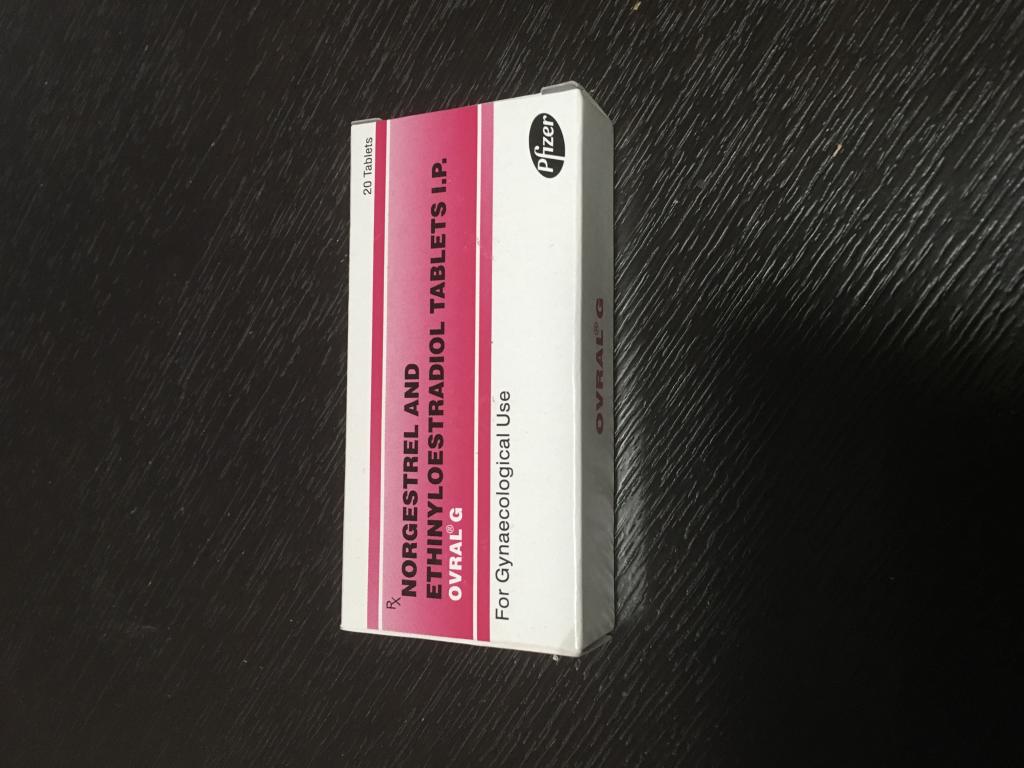 20 Tablets
Rx
NORGESTREL AND
ETHINYLOESTRADIOL TABLETS I.P.
OVRAL® G
For Gynaecological Use
Pfizer
OVRAL® G